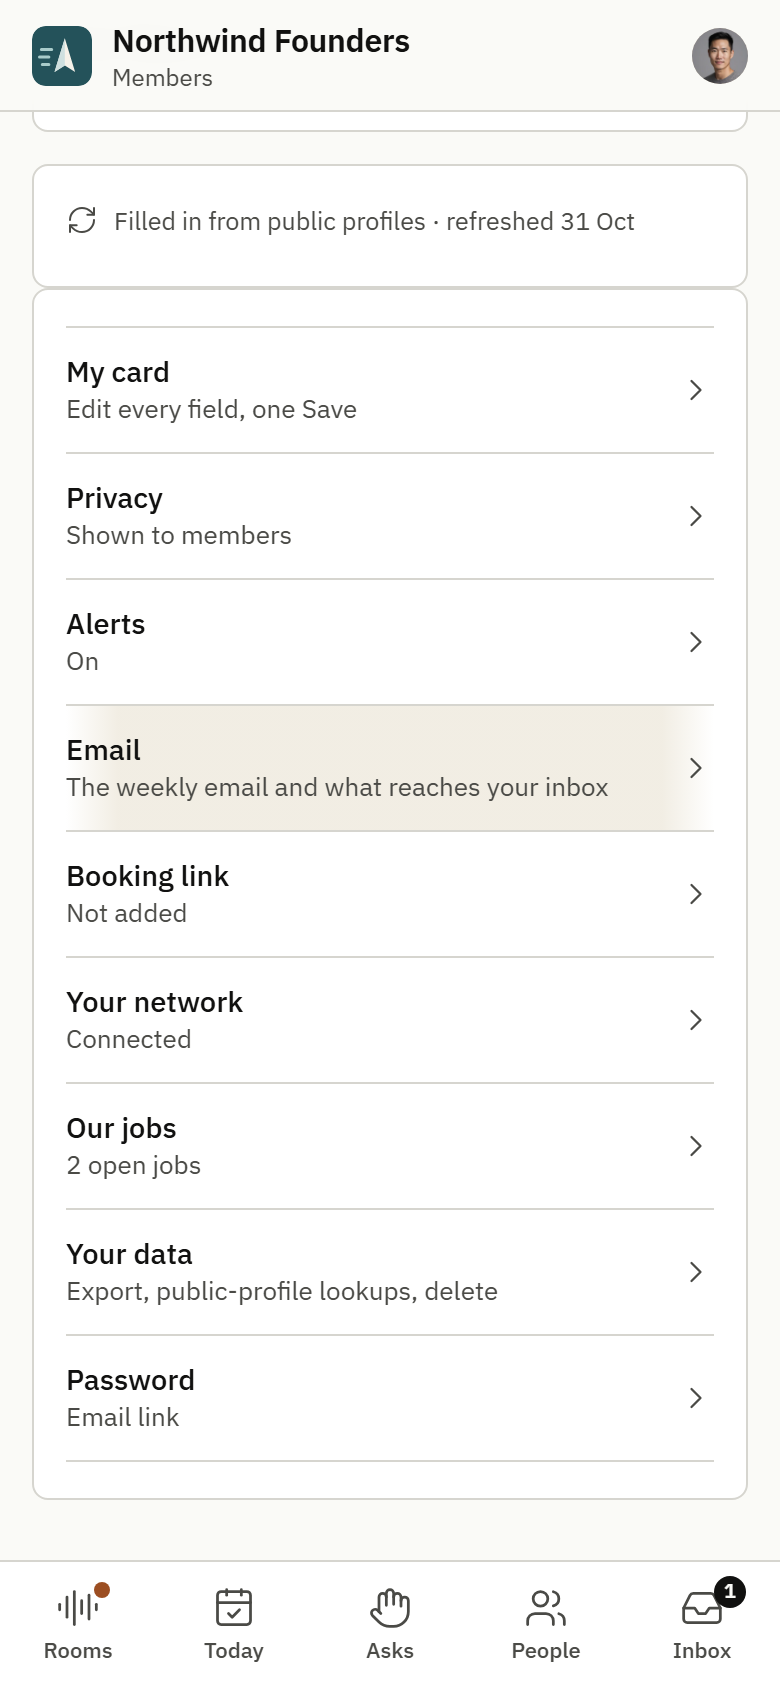 Northwind Founders
Members
Filled in from public profiles · refreshed 31 Oct
My card
Edit every field, one Save
Privacy
Shown to members
Alerts
On
Email
The weekly email and what reaches your inbox
Booking link
Not added
Your network
Connected
Our jobs
2 open jobs
Your data
Export, public-profile lookups, delete
Password
Email link
1
Rooms Today Asks People Inbox